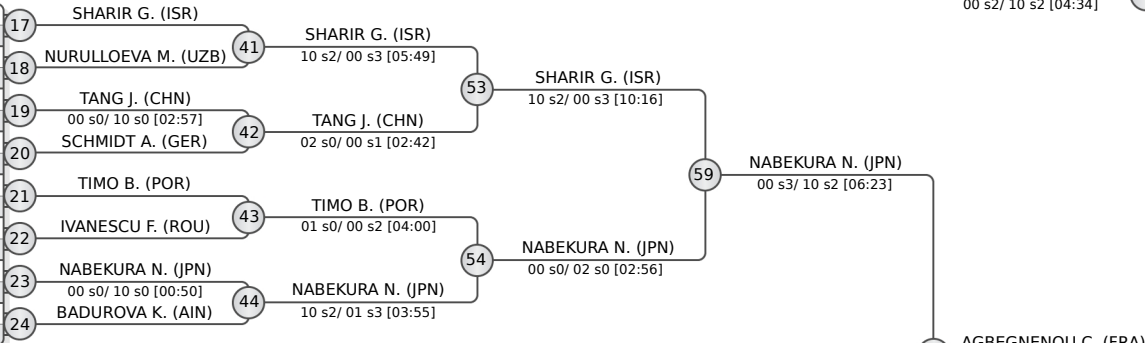 00 s2/ 10 s2 [04:34]
17
SHARIR G. (ISR)
18
NURULLOEVA M. (UZB)
41
SHARIR G. (ISR)
10 s2/ 00 s3 [05:49]
19
TANG J. (CHN)
00 s0/ 10 s0 [02:57]
20
SCHMIDT A. (GER)
42
TANG J. (CHN)
02 s0/ 00 s1 [02:42]
53
SHARIR G. (ISR)
10 s2/ 00 s3 [10:16]
21
TIMO B. (POR)
22
IVANESCU F. (ROU)
43
TIMO B. (POR)
01 s0/ 00 s2 [04:00]
23
NABEKURA N. (JPN)
00 s0/ 10 s0 [00:50]
24
BADUROVA K. (AIN)
44
NABEKURA N. (JPN)
10 s2/ 01 s3 [03:55]
54
NABEKURA N. (JPN)
00 s0/ 02 s0 [02:56]
59
NABEKURA N. (JPN)
00 s3/ 10 s2 [06:23]
AGBEGNENOU C. (FRA)